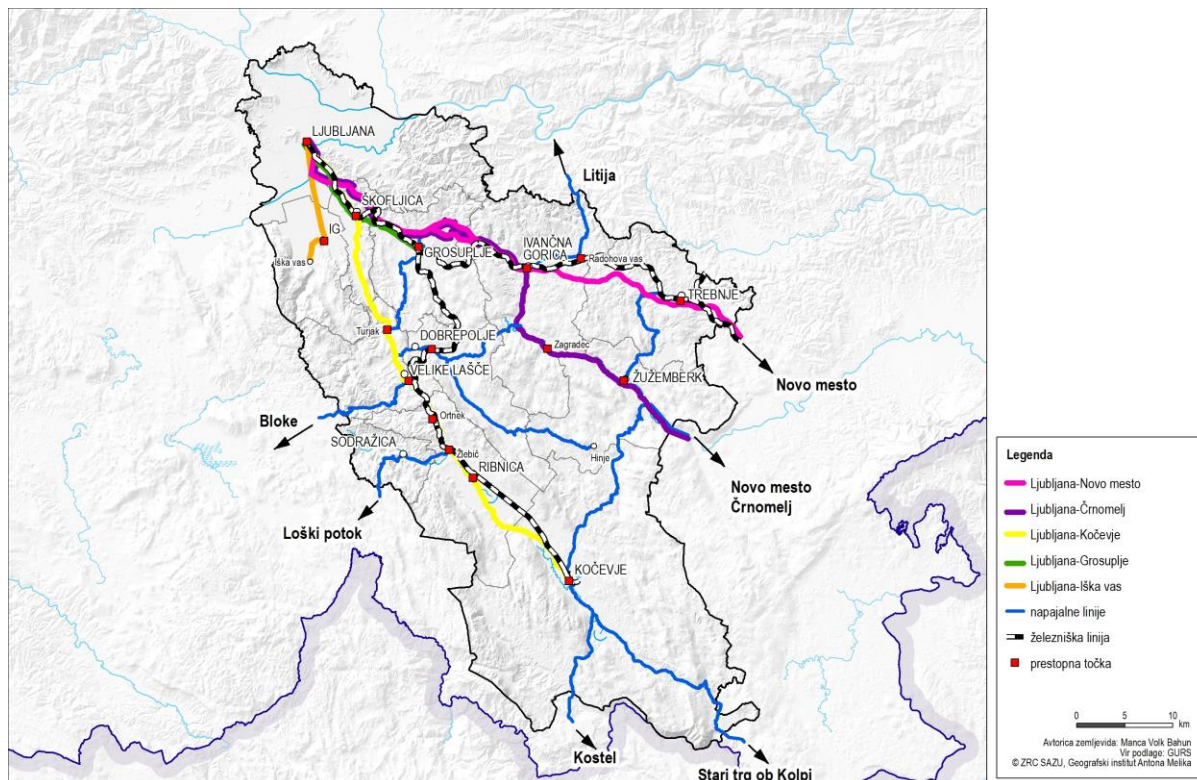 LJUBLJANA
Litija
ŠKOFLJICA
IG
Iška vas
GROSUPLJE
IVANČNA
GORICA
Radohova vas
TREBNJE
Turjak
DOBREPOLJE
Zagradec
VELIKE LAŠČE
ŽUŽEMBERK
Novo mesto
Bloke
Ortnek
SODRAŽICA
Žlebič
Hinje
RIBNICA
Novo mesto
Črnomelj
Loški potok
KOČEVJE
Kostel
Stari trg ob Kolpi
Legenda
Ljubljana-Novo mesto
Ljubljana-Črnomelj
Ljubljana-Kočevje
Ljubljana-Grosuplje
Ljubljana-Iška vas
napajalne linije
železniška linija
prestopna točka
0 5 10
km
Avtorica zemljevida: Manca Volk Bahun
Vir podlage: GURS
© ZRC SAZU, Geografski institut Antona Melika